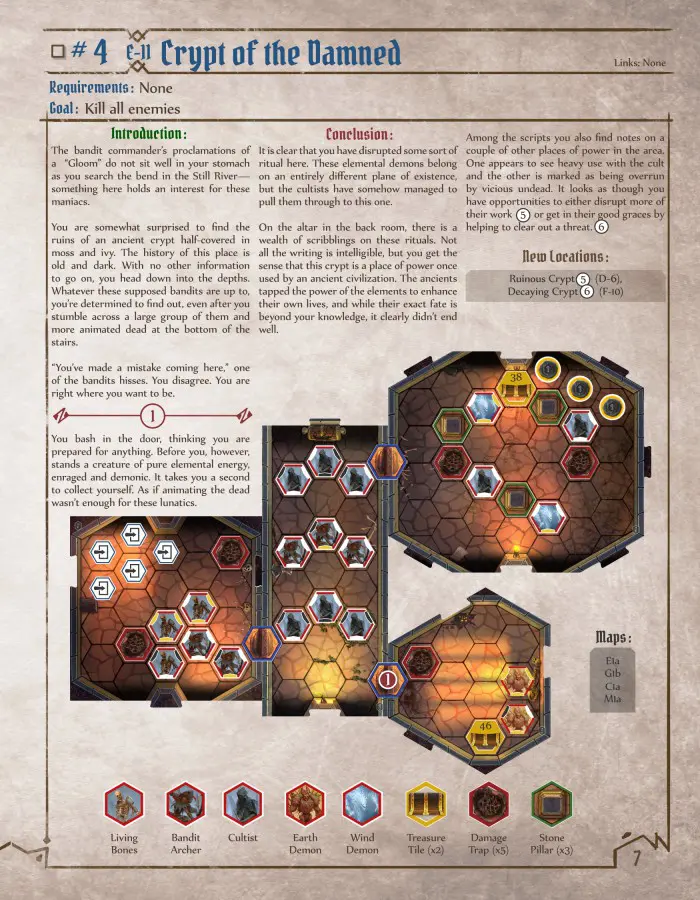 #4 E-11 Crypt of the Damned
Links: None
Requirements: None
Goal: Kill all enemies
Introduction:
The bandit commander's proclamations of
a "Gloom" do not sit well in your stomach
as you search the bend in the Still River—
something here holds an interest for these
maniacs.
You are somewhat surprised to find the
ruins of an ancient crypt half-covered in
moss and ivy. The history of this place is
old and dark. With no other information
to go on, you head down into the depths.
Whatever these supposed bandits are up to,
you're determined to find out, even after you
stumble across a large group of them and
more animated dead at the bottom of the
stairs.
"You've made a mistake coming here," one
of the bandits hisses. You disagree. You are
right where you want to be.
1
You bash in the door, thinking you are
prepared for anything. Before you, however,
stands a creature of pure elemental energy,
enraged and demonic. It takes you a second
to collect yourself. As if animating the dead
wasn't enough for these lunatics.
Conclusion:
It is clear that you have disrupted some sort of
ritual here. These elemental demons belong
on an entirely different plane of existence,
but the cultists have somehow managed to
pull them through to this one.
On the altar in the back room, there is a
wealth of scribblings on these rituals. Not
all the writing is intelligible, but you get the
sense that this crypt is a place of power once
used by an ancient civilization. The ancients
tapped the power of the elements to enhance
their own lives, and while their exact fate is
beyond your knowledge, it clearly didn't end
well.
Among the scripts you also find notes on a
couple of other places of power in the area.
One appears to see heavy use with the cult
and the other is marked as being overrun
by vicious undead. It looks as though you
have opportunities to either disrupt more of
their work 5 or get in their good graces by
helping to clear out a threat. 6
New Locations:
Ruinous Crypt 5 (D-6),
Decaying Crypt 6 (F-10)
38
1
1
1
1
46
Maps:
E1a
G1b
C1a
M1a
Living
Bones
Bandit
Archer
Cultist
Earth
Demon
Wind
Demon
Treasure
Tile (x2)
Damage
Trap (x5)
Stone
Pillar (x3)
7